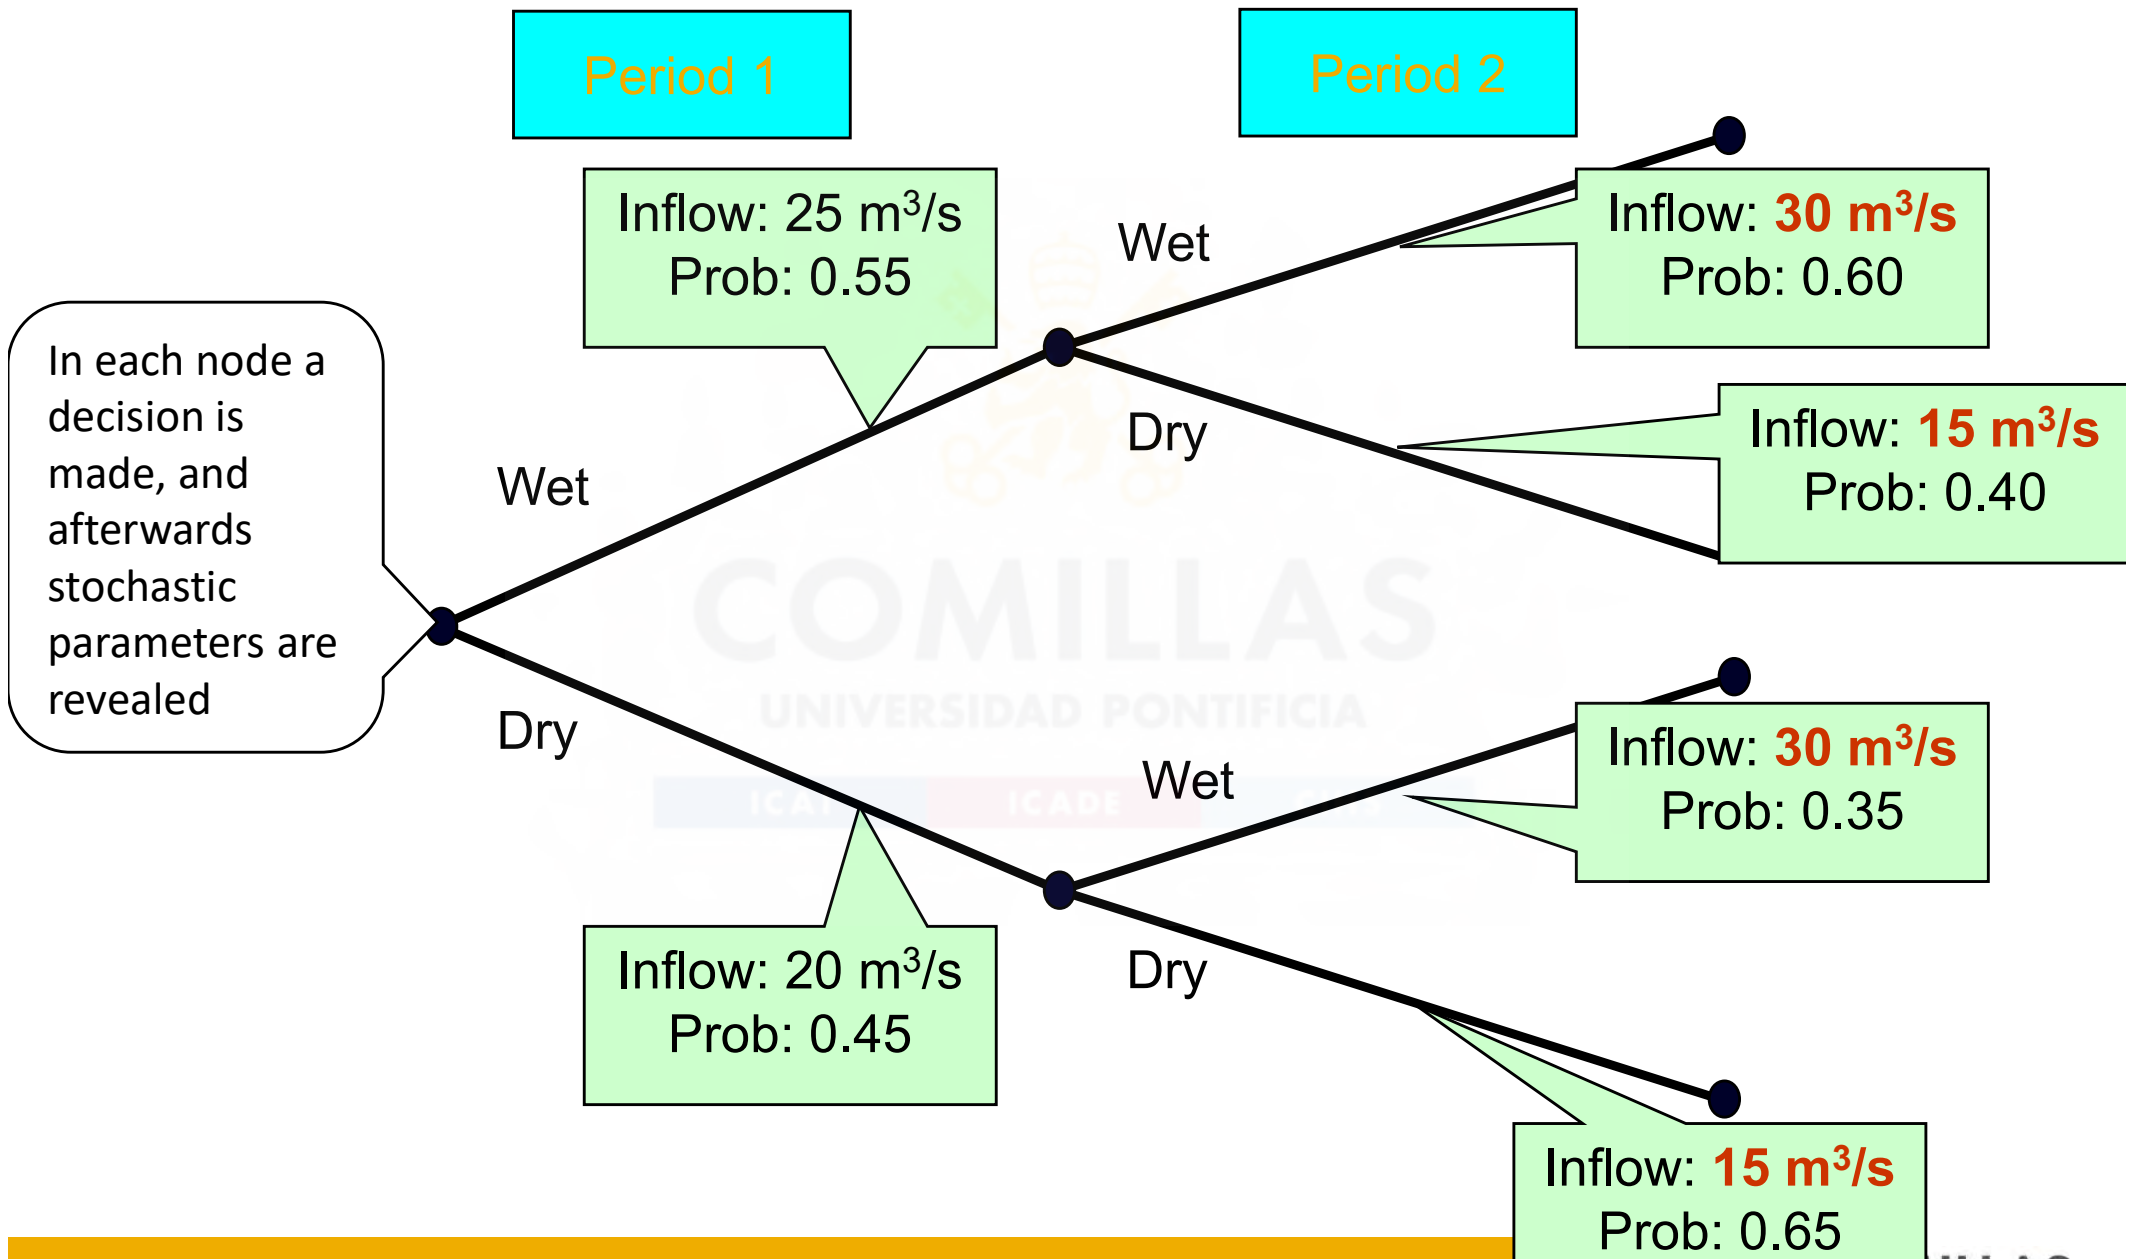 Period 1
Period 2
Inflow: 25 m³/s
Prob: 0.55
Wet
Inflow: 30 m³/s
Prob: 0.60
In each node a
decision is
made, and
afterwards
stochastic
parameters are
revealed
Wet
Dry
Inflow: 15 m³/s
Prob: 0.40
COMILLAS
UNIVERSIDAD PONTIFICIA
ICADE
Dry
Wet
Inflow: 30 m³/s
Prob: 0.35
Inflow: 20 m³/s
Prob: 0.45
Dry
Inflow: 15 m³/s
Prob: 0.65